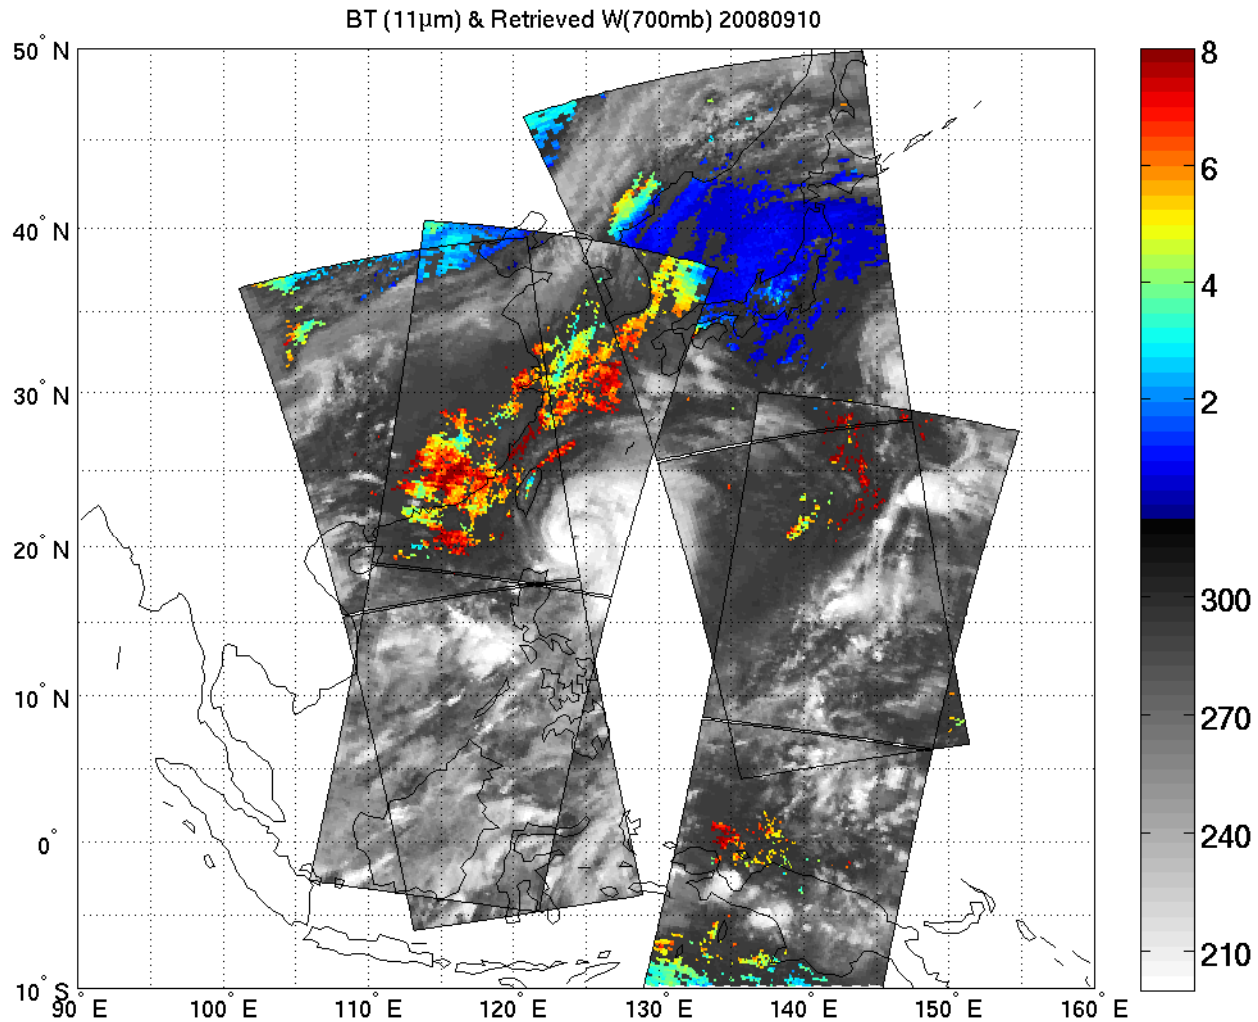 BT (11μm) & Retrieved W(700mb) 20080910
50° N
40° N
30° N
20° N
10° N
0°
10° S
90° E 100° E 110° E 120° E 130° E 140° E 150° E 160° E
8
6
4
2
300
270
240
210